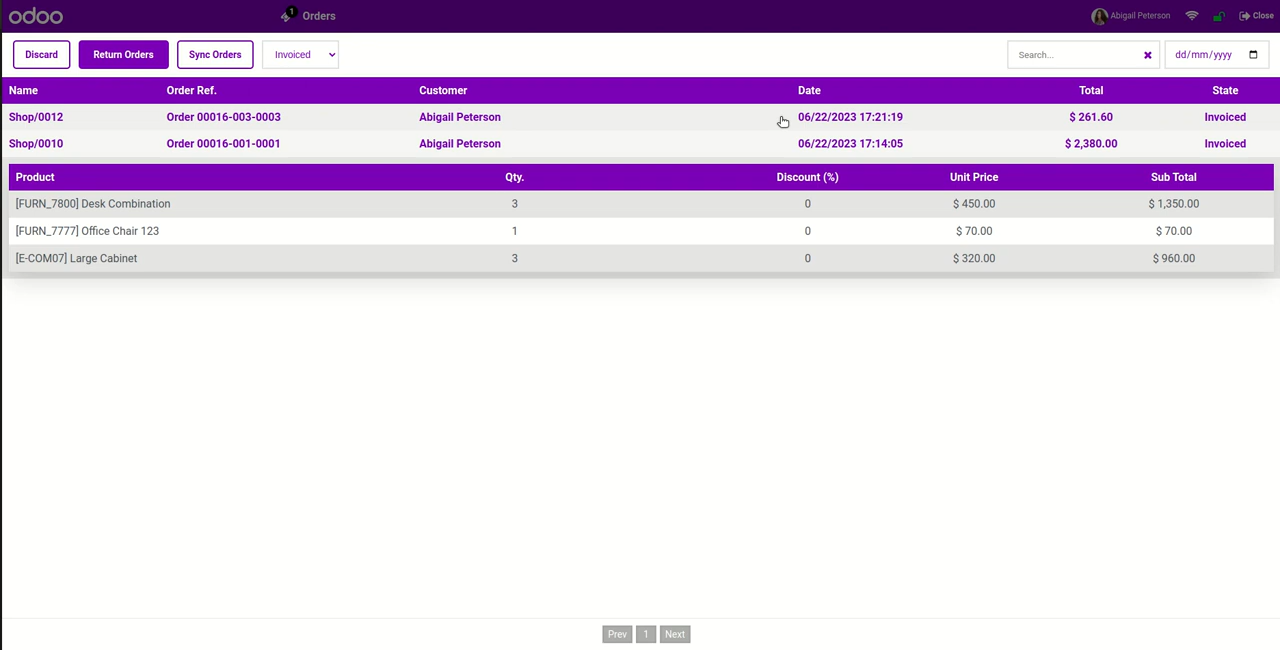 odoo 1 Orders Abigail Peterson Close
Discard Return Orders Sync Orders Invoiced Search... dd/mm/yyyy
Name Order Ref. Customer Date Total State
Shop/0012 Order 00016-003-0003 Abigail Peterson 06/22/2023 17:21:19 $ 261.60 Invoiced
Shop/0010 Order 00016-001-0001 Abigail Peterson 06/22/2023 17:14:05 $ 2,380.00 Invoiced
Product Qty. Discount (%) Unit Price Sub Total
[FURN_7800] Desk Combination 3 0 $ 450.00 $ 1,350.00
[FURN_7777] Office Chair 123 1 0 $ 70.00 $ 70.00
[E-COM07] Large Cabinet 3 0 $ 320.00 $ 960.00
Prev 1 Next